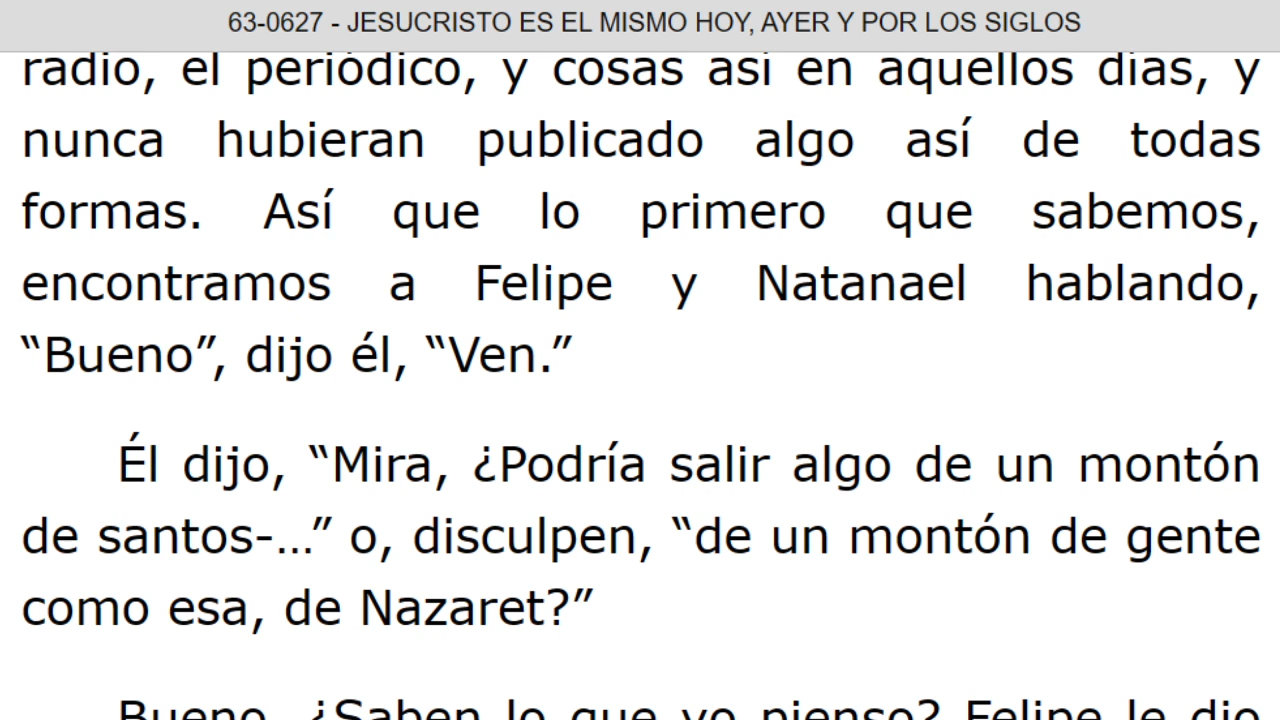 63-0627 - JESUCRISTO ES EL MISMO HOY, AYER Y POR LOS SIGLOS
radio, el periódico, y cosas así en aquellos días, y
nunca hubieran publicado algo así de todas
formas. Así que lo primero que sabemos,
encontramos a Felipe y Natanael hablando,
“Bueno”, dijo él, “Ven.”
Él dijo, “Mira, ¿Podría salir algo de un montón
de santos-…” o, disculpen, “de un montón de gente
como esa, de Nazaret?”
Bueno, ¿Saben lo que yo pienso? Felipe le dio